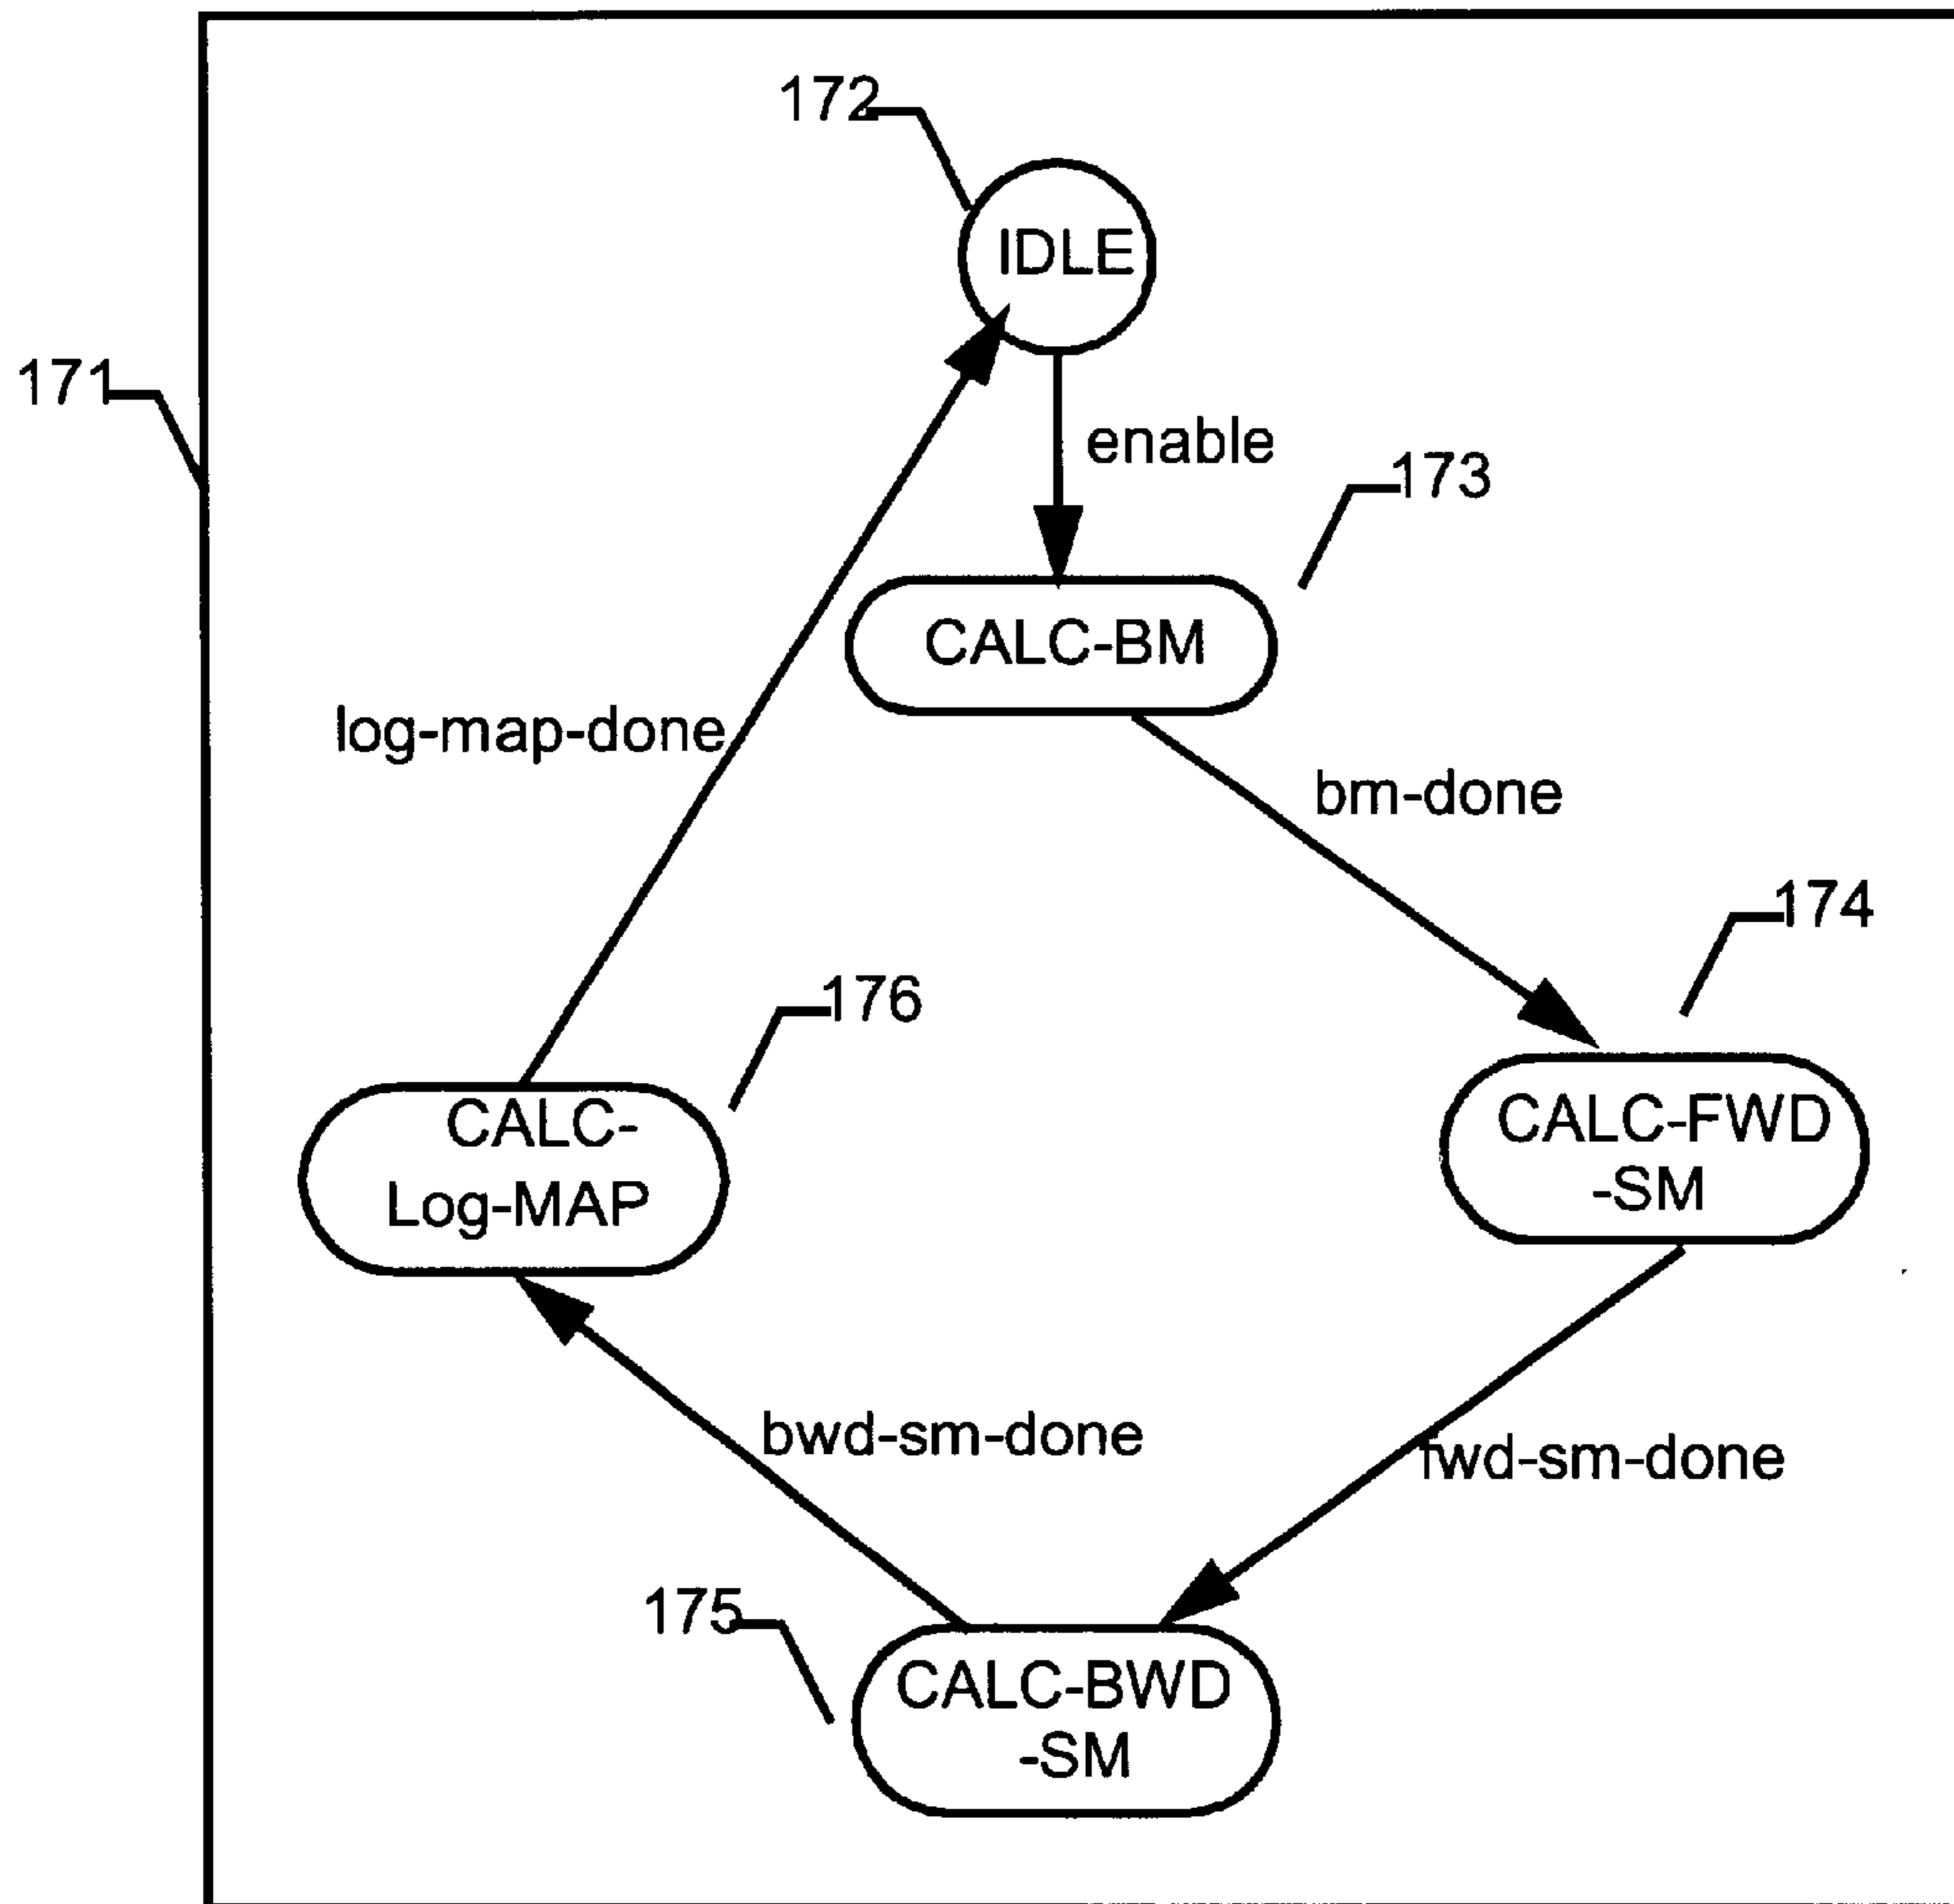 172
IDLE
171
enable
173
CALC-BM
log-map-done
bm-done
174
176
CALC-
Log-MAP
CALC-FWD
-SM
bwd-sm-done
fwd-sm-done
175
CALC-BWD
-SM